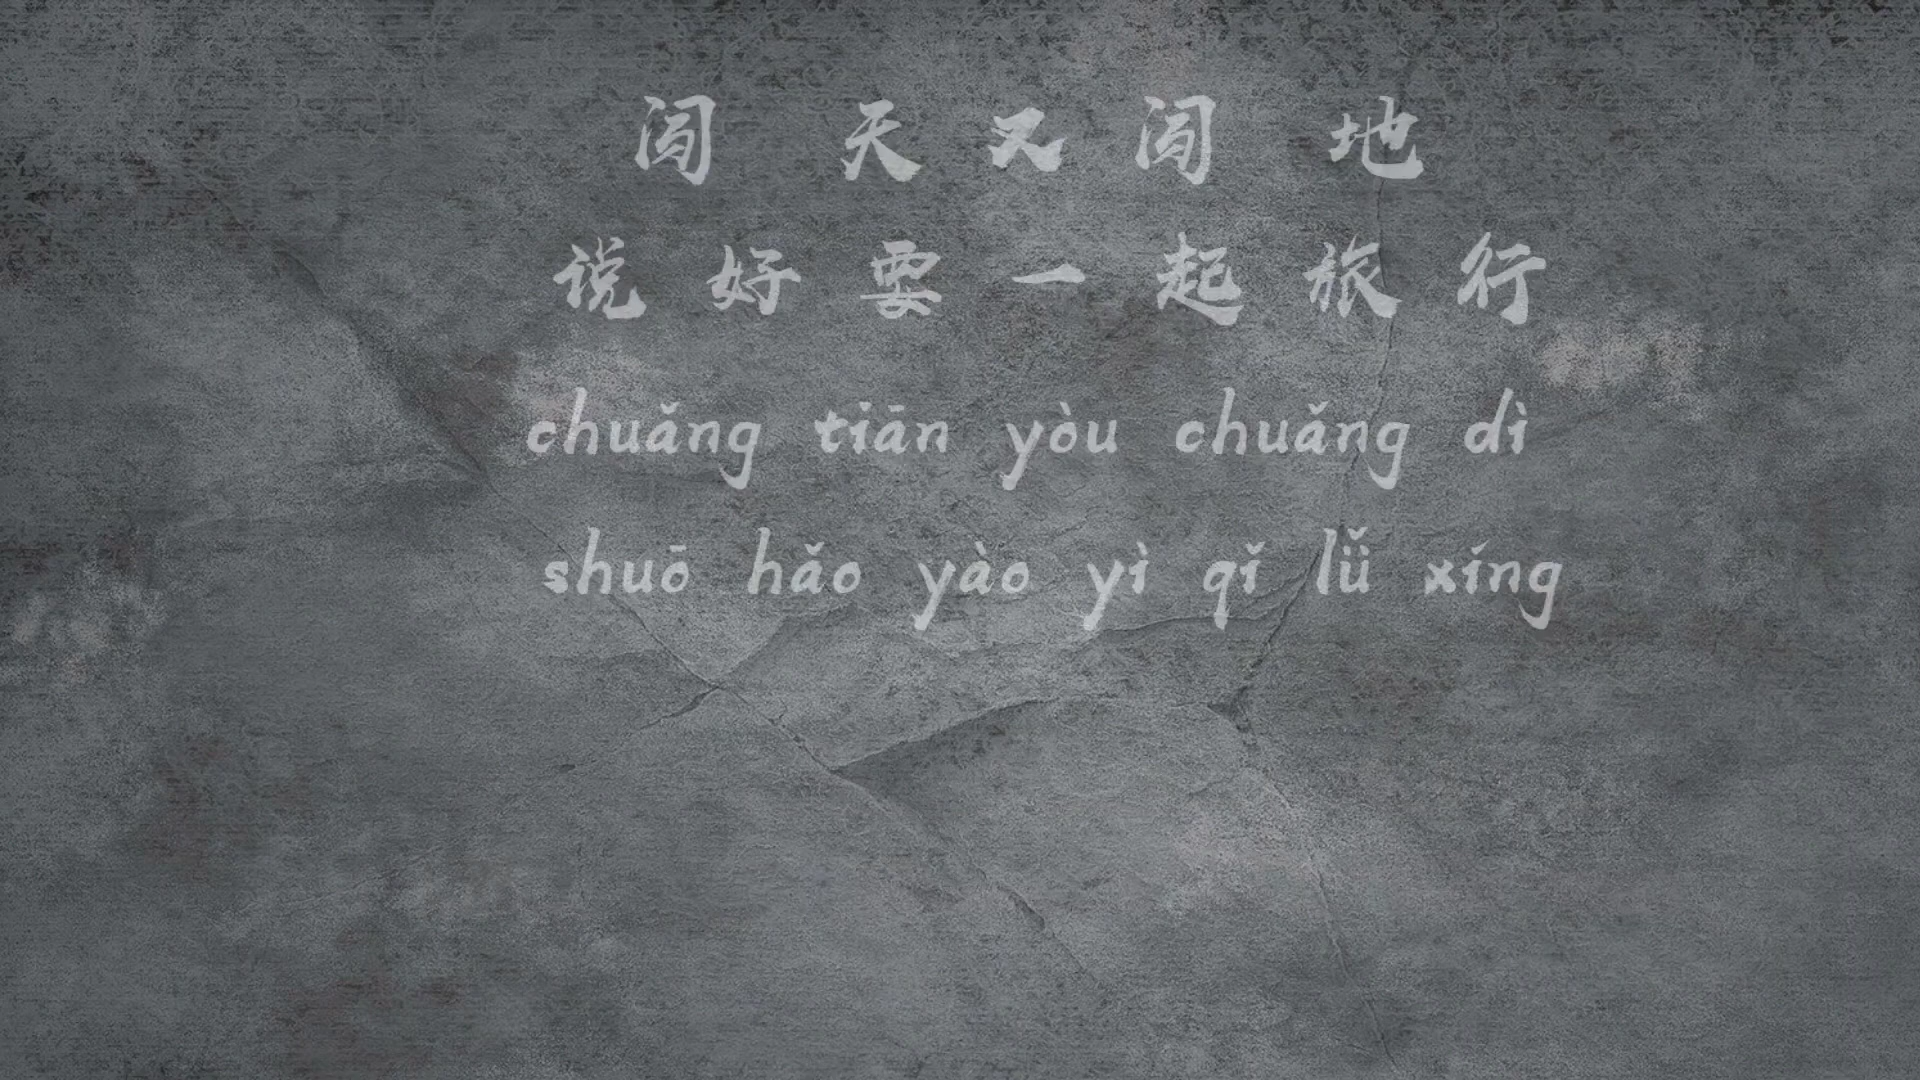 闯 天 又 闯 地
说 好 要 一 起 旅 行
chuǎng tiān yòu chuǎng dì
shuō hǎo yào yì qǐ lǚ xíng